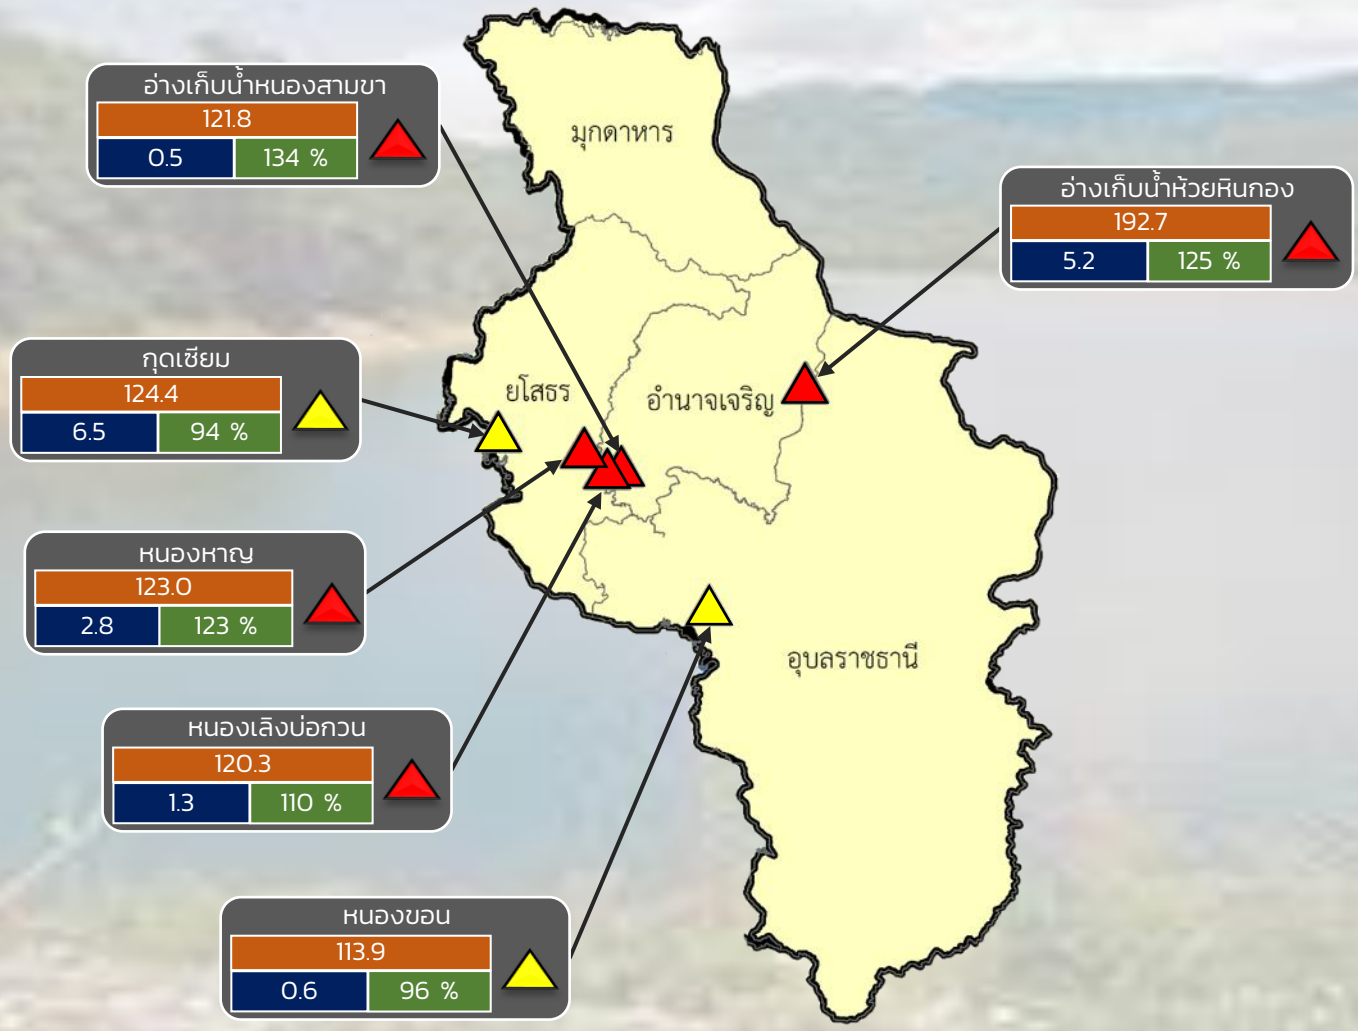 อ่างเก็บน้ำหนองสามขา
121.8
0.5 134 %
มุกดาหาร
อ่างเก็บน้ำห้วยหินกอง
192.7
5.2 125 %
กุดเซียม
124.4
6.5 94 %
ยโสธร
อำนาจเจริญ
หนองหาญ
123.0
2.8 123 %
อุบลราชธานี
หนองเลิงบ่อกวน
120.3
1.3 110 %
หนองขอน
113.9
0.6 96 %